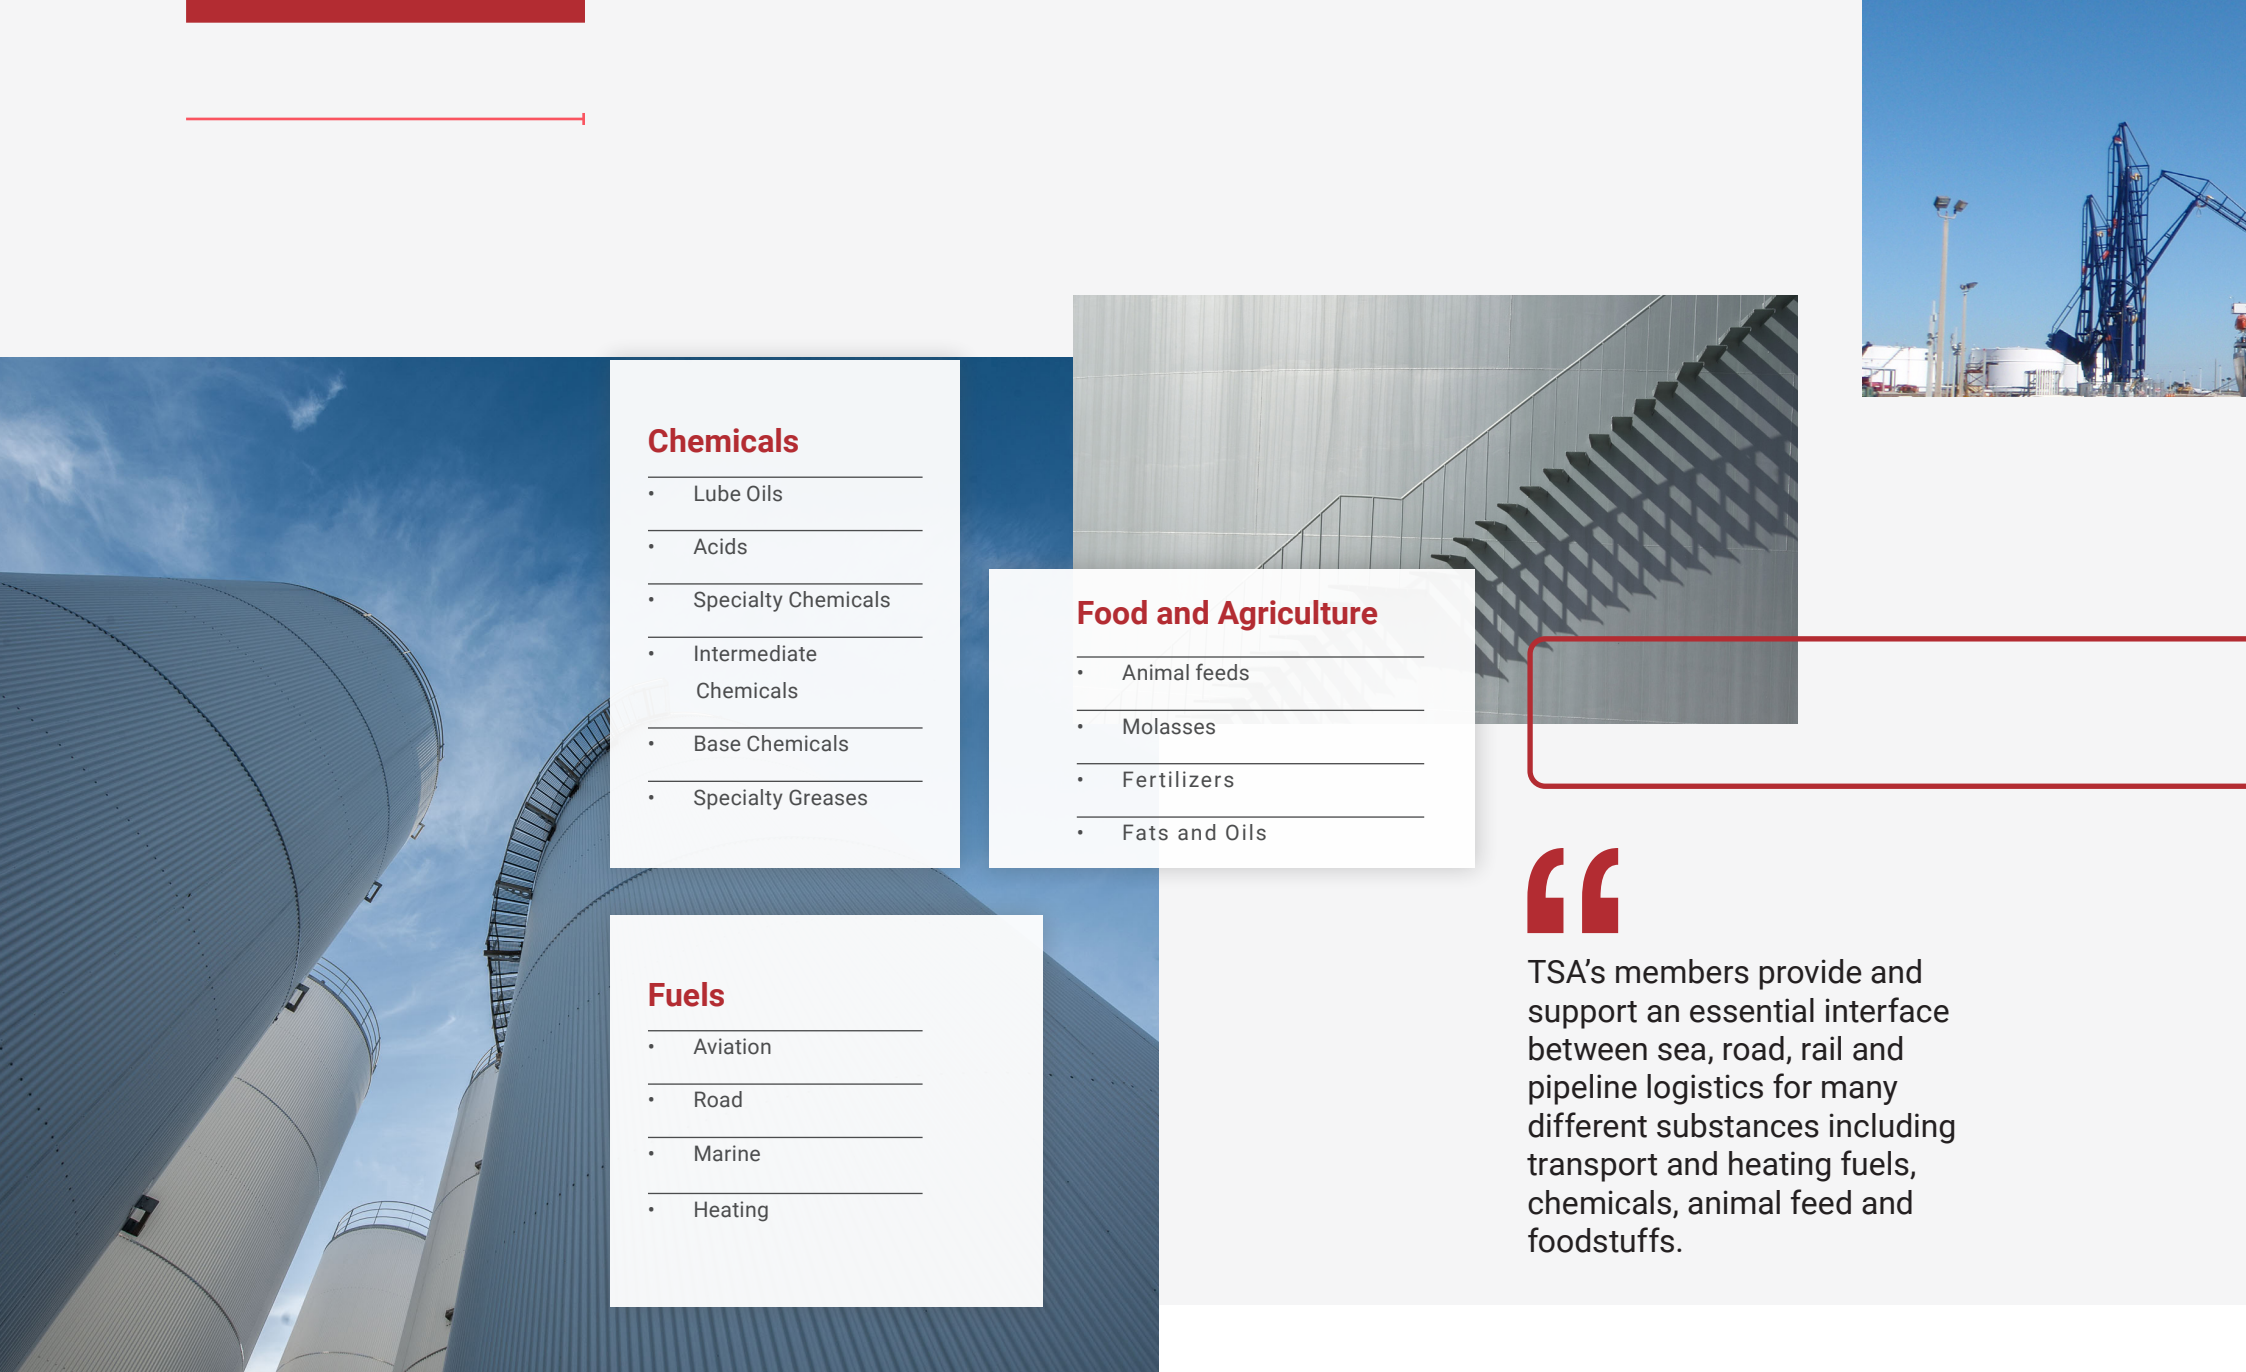 Chemicals
• Lube Oils
• Acids
• Specialty Chemicals
• Intermediate
Chemicals
• Base Chemicals
• Specialty Greases
Food and Agriculture
• Animal feeds
• Molasses
• Fertilizers
• Fats and Oils
Fuels
• Aviation
• Road
• Marine
• Heating
“
TSA’s members provide and
support an essential interface
between sea, road, rail and
pipeline logistics for many
different substances including
transport and heating fuels,
chemicals, animal feed and
foodstuffs.